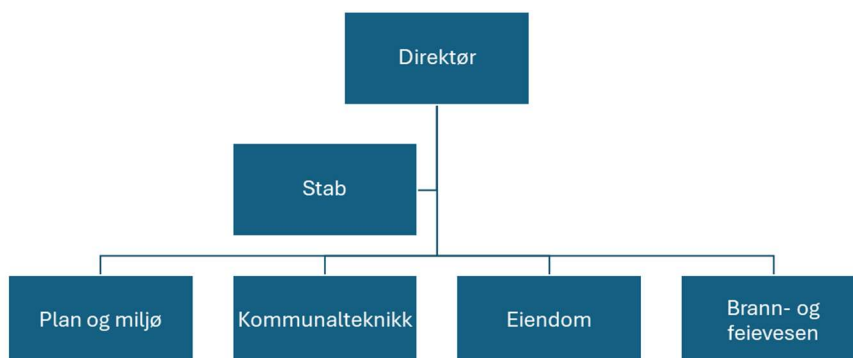 Direktør
Stab
Plan og miljø
Kommunalteknikk
Eiendom
Brann- og
feievesen